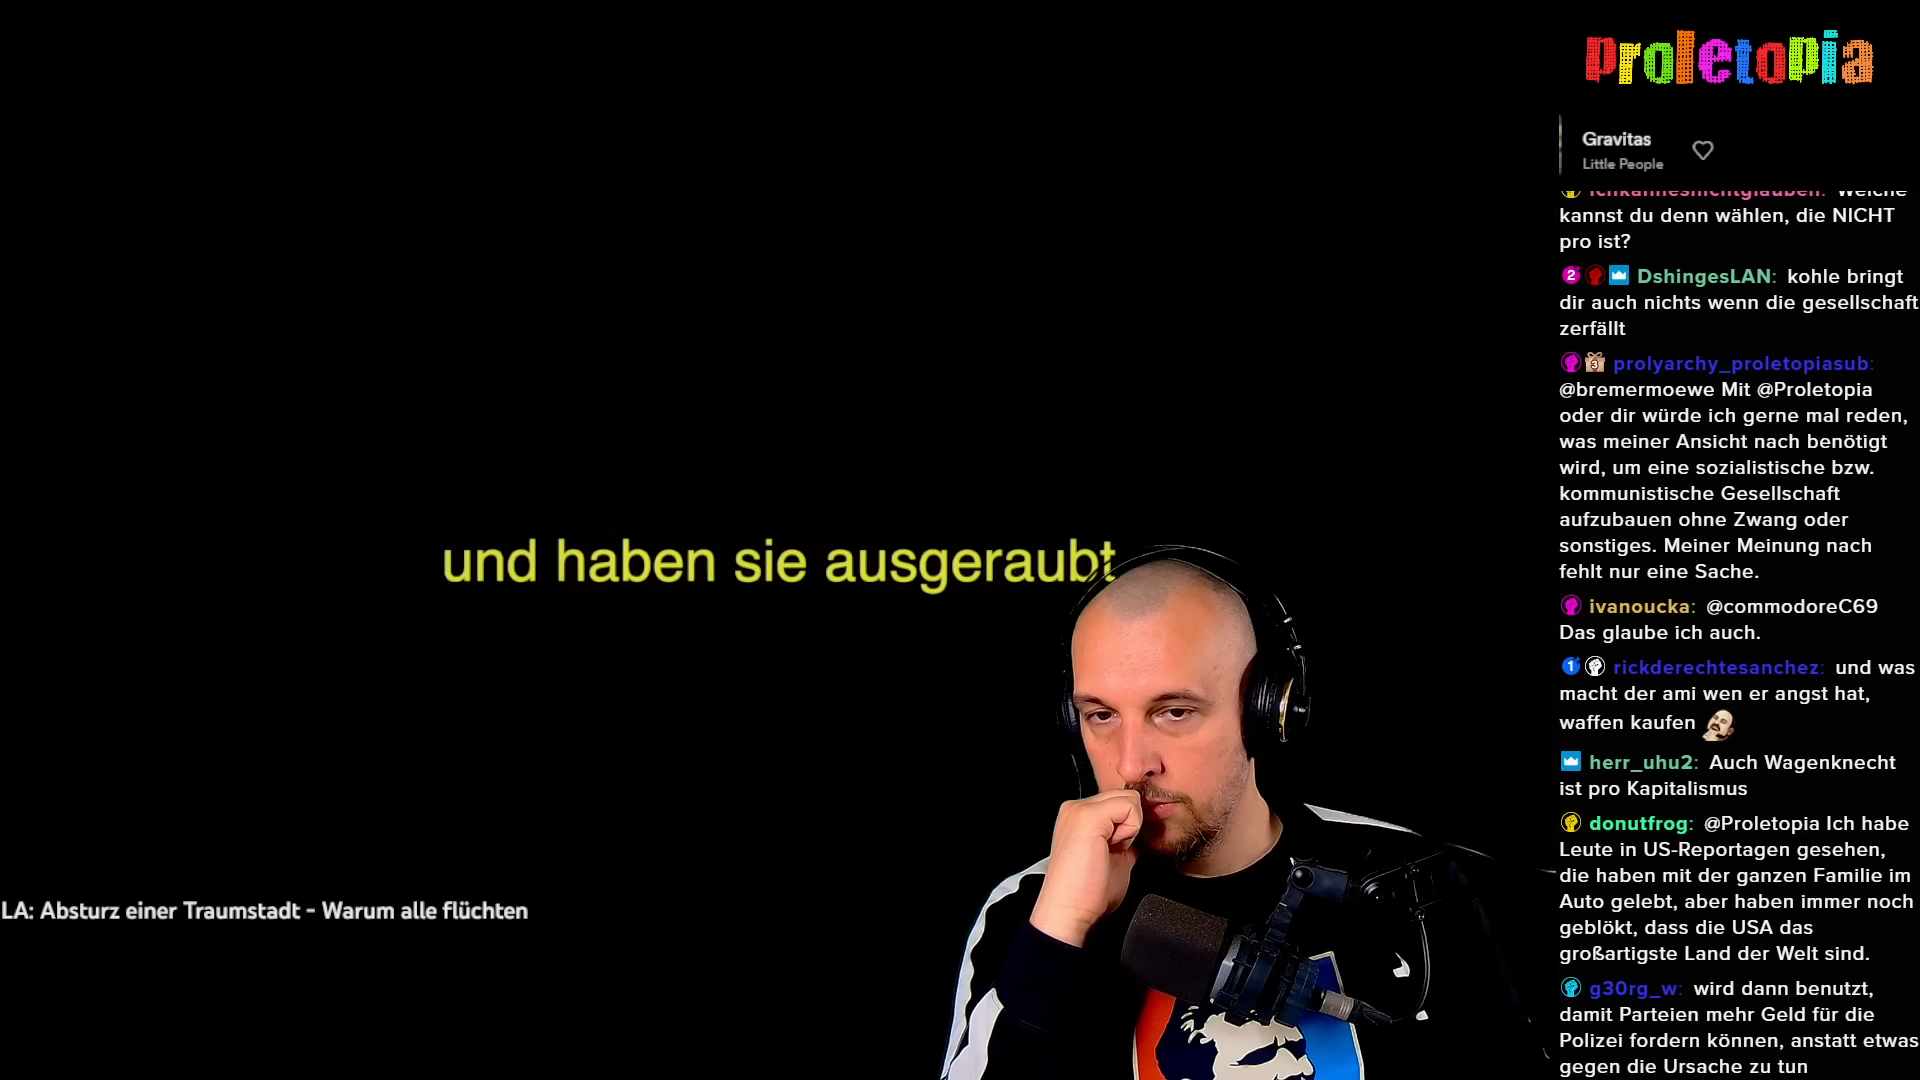 Proletopia
Gravitas
Little People
ichkannesnichtglauben: Welche
kannst du denn wählen, die NICHT
pro ist?
2 DshingesLAN: kohle bringt
dir auch nichts wenn die gesellschaft
zerfällt
3 prolyarchy_proletopiasub:
@bremermoewe Mit @Proletopia
oder dir würde ich gerne mal reden,
was meiner Ansicht nach benötigt
wird, um eine sozialistische bzw.
kommunistische Gesellschaft
aufzubauen ohne Zwang oder
sonstiges. Meiner Meinung nach
fehlt nur eine Sache.
ivanoucka: @commodoreC69
Das glaube ich auch.
1 rickderechtesanchez: und was
macht der ami wen er angst hat,
waffen kaufen
herr_uhu2: Auch Wagenknecht
ist pro Kapitalismus
donutfrog: @Proletopia Ich habe
Leute in US-Reportagen gesehen,
die haben mit der ganzen Familie im
Auto gelebt, aber haben immer noch
geblökt, dass die USA das
großartigste Land der Welt sind.
g30rg_w: wird dann benutzt,
damit Parteien mehr Geld für die
Polizei fordern können, anstatt etwas
gegen die Ursache zu tun
und haben sie ausgeraubt
LA: Absturz einer Traumstadt - Warum alle flüchten